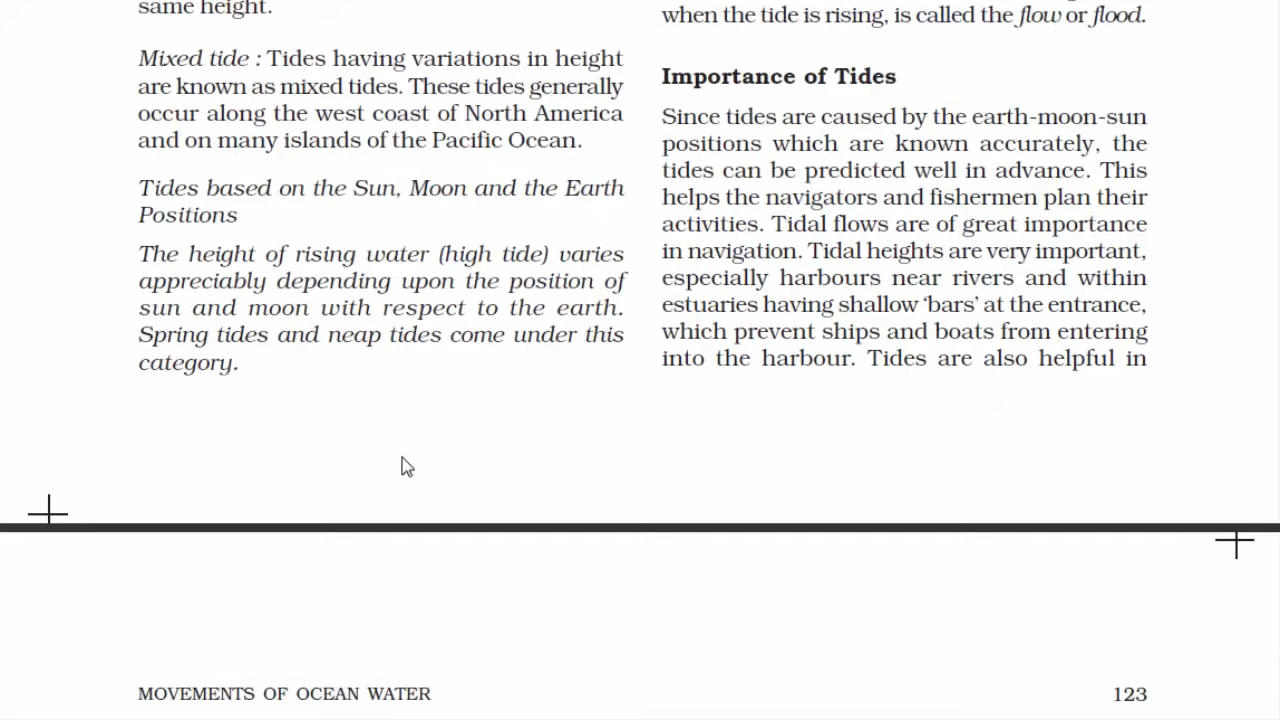 same height.
Mixed tide : Tides having variations in height
are known as mixed tides. These tides generally
occur along the west coast of North America
and on many islands of the Pacific Ocean.
Tides based on the Sun, Moon and the Earth
Positions
The height of rising water (high tide) varies
appreciably depending upon the position of
sun and moon with respect to the earth.
Spring tides and neap tides come under this
category.
when the tide is rising, is called the flow or flood.
Importance of Tides
Since tides are caused by the earth-moon-sun
positions which are known accurately, the
tides can be predicted well in advance. This
helps the navigators and fishermen plan their
activities. Tidal flows are of great importance
in navigation. Tidal heights are very important,
especially harbours near rivers and within
estuaries having shallow ‘bars’ at the entrance,
which prevent ships and boats from entering
into the harbour. Tides are also helpful in
MOVEMENTS OF OCEAN WATER
123